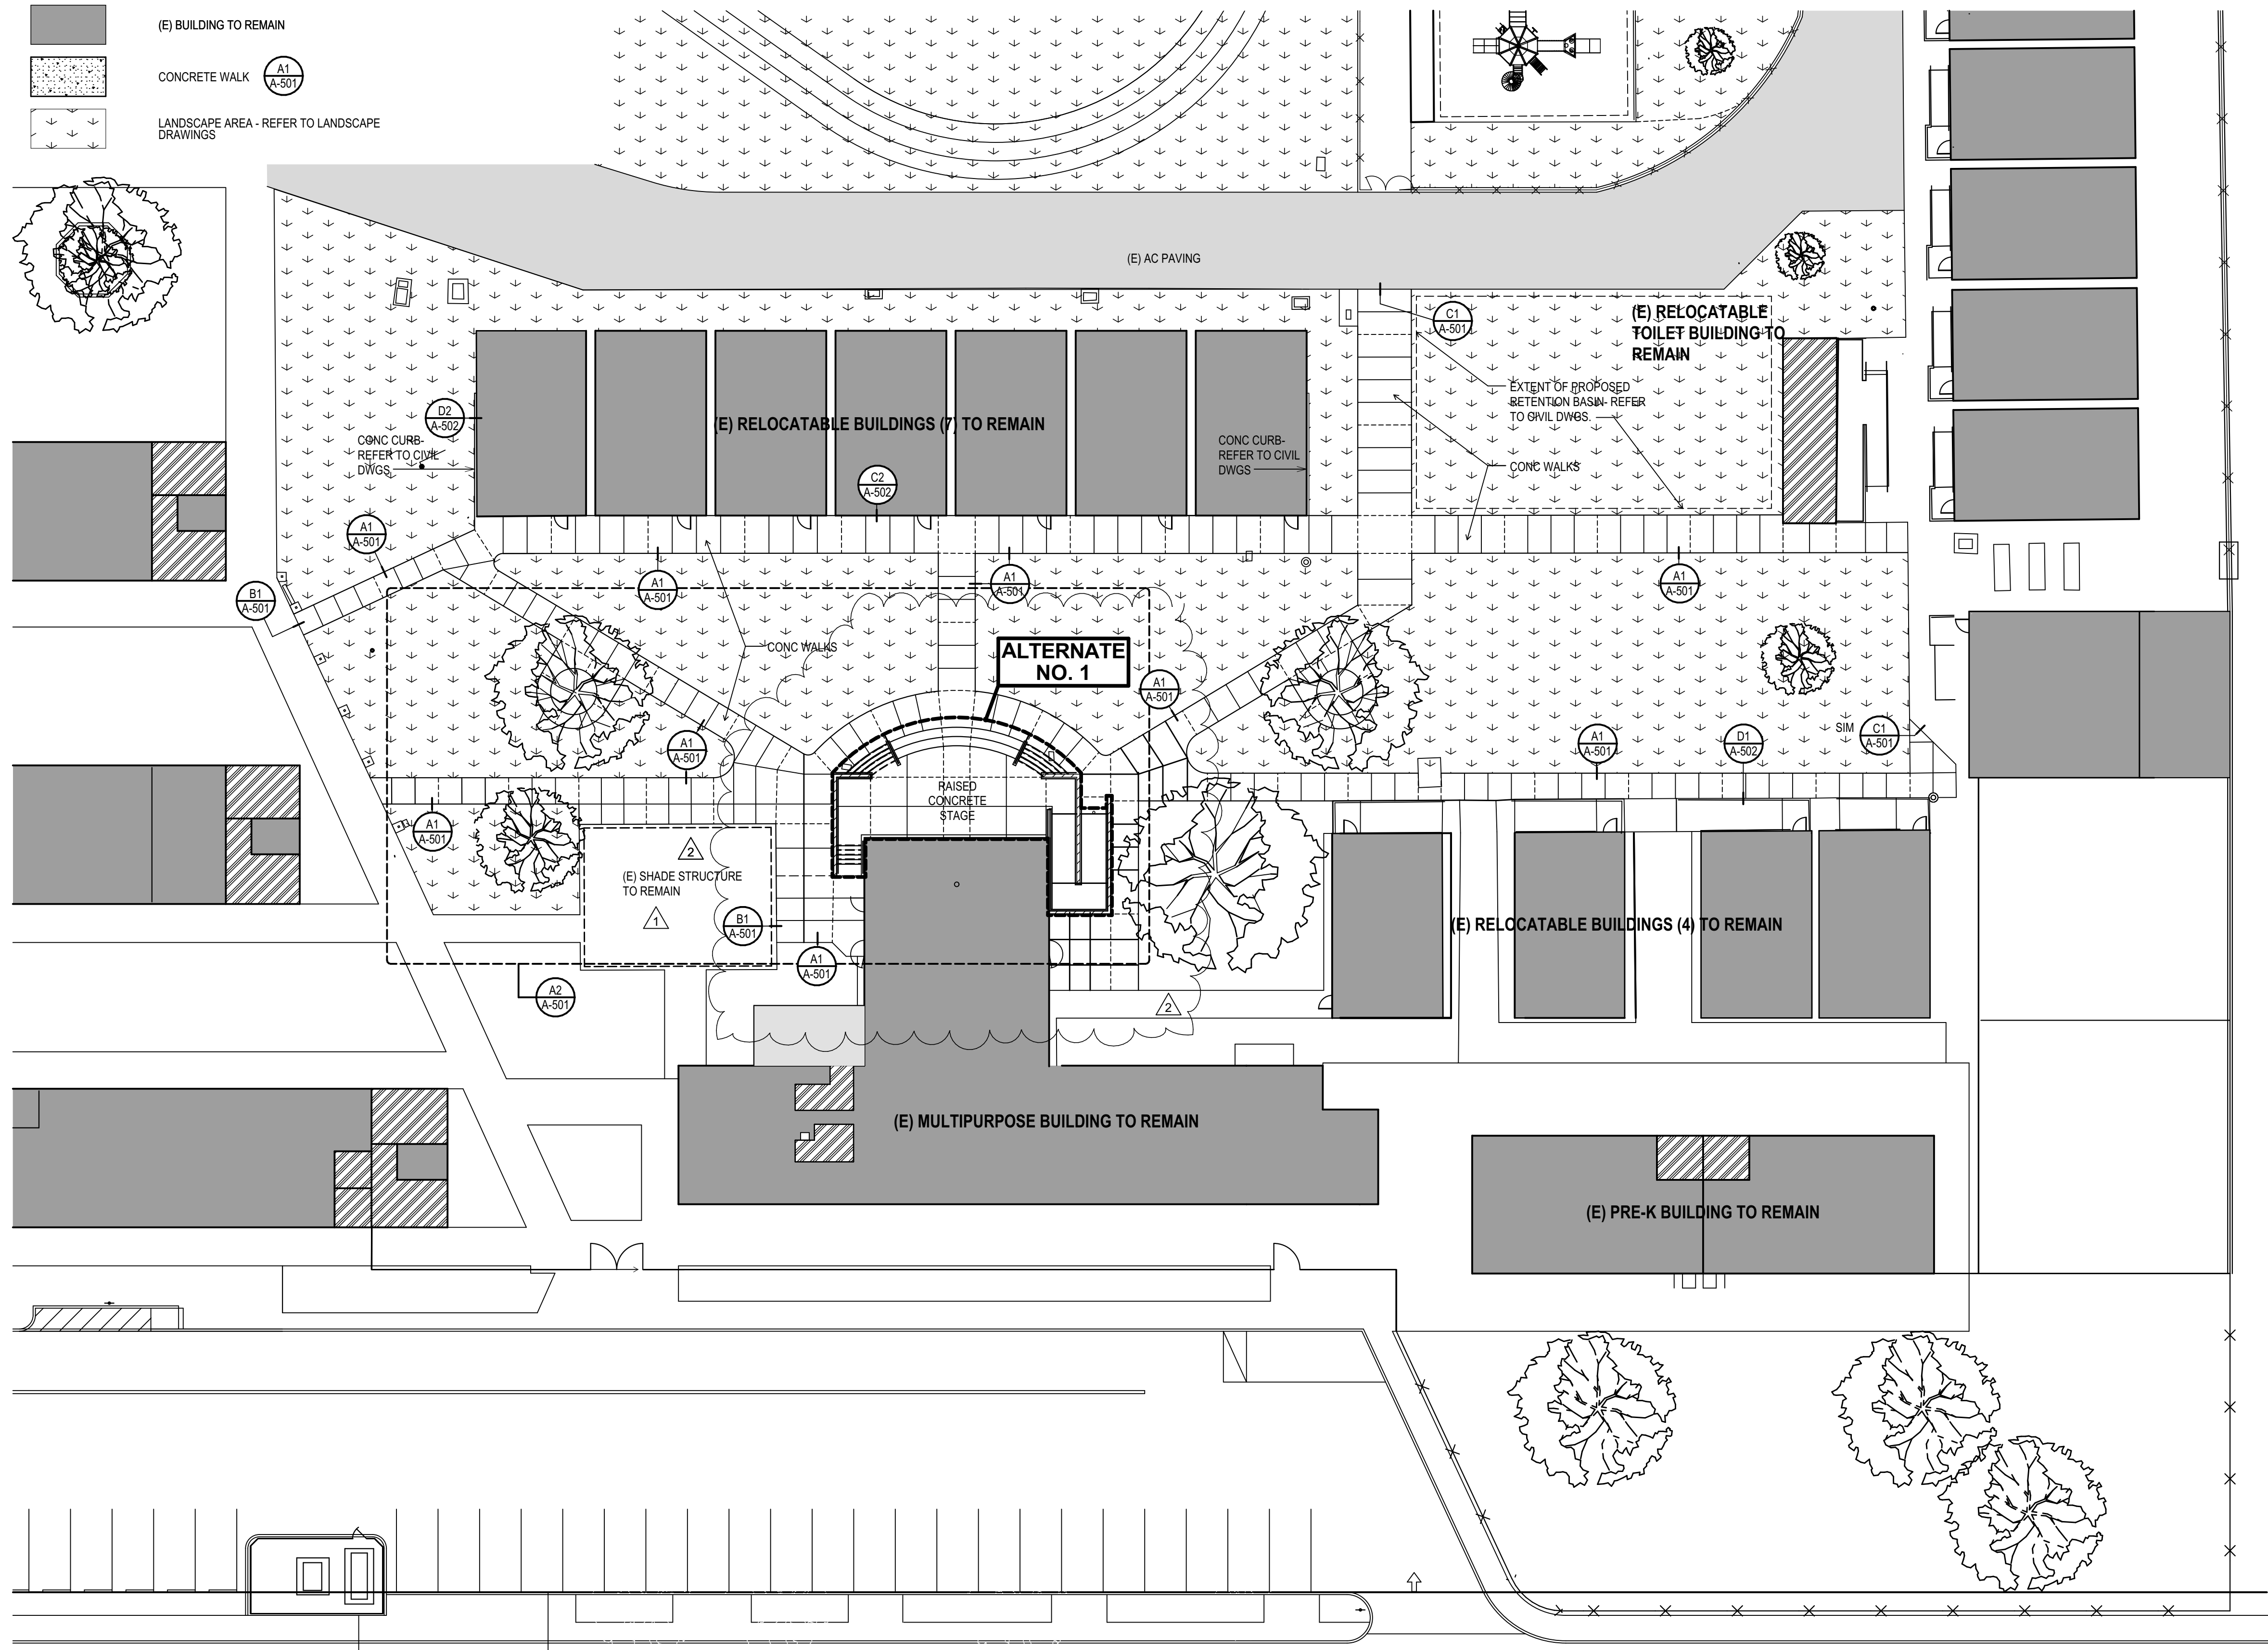 (E) BUILDING TO REMAIN
CONCRETE WALK
A1
A-501
LANDSCAPE AREA - REFER TO LANDSCAPE
DRAWINGS
(E) AC PAVING
C1
A-501
(E) RELOCATABLE
TOILET BUILDING TO
REMAIN
EXTENT OF PROPOSED
RETENTION BASIN- REFER
TO CIVIL DWGS.
D2
A-502
(E) RELOCATABLE BUILDINGS (7) TO REMAIN
CONC CURB-
REFER TO CIVIL
DWGS
CONC CURB-
REFER TO CIVIL
DWGS
CONC WALKS
C2
A-502
A1
A-501
B1
A-501
A1
A-501
A1
A-501
A1
A-501
CONC WALKS
ALTERNATE
NO. 1
A1
A-501
A1
A-501
A1
A-501
D1
A-502
SIM
C1
A-501
RAISED
CONCRETE
STAGE
A1
A-501
2
(E) SHADE STRUCTURE
TO REMAIN
1
B1
A-501
A1
A-501
(E) RELOCATABLE BUILDINGS (4) TO REMAIN
A2
A-501
2
(E) MULTIPURPOSE BUILDING TO REMAIN
(E) PRE-K BUILDING TO REMAIN